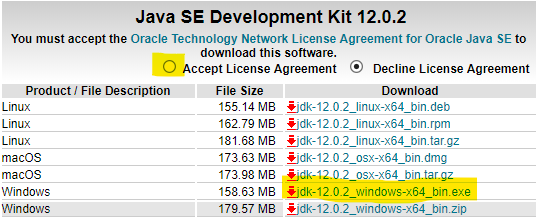 Java SE Development Kit 12.0.2
You must accept the Oracle Technology Network License Agreement for Oracle Java SE to
download this software.
Accept License Agreement Decline License Agreement
Product / File Description File Size Download
Linux 155.14 MB jdk-12.0.2_linux-x64_bin.deb
Linux 162.79 MB jdk-12.0.2_linux-x64_bin.rpm
Linux 181.68 MB jdk-12.0.2_linux-x64_bin.tar.gz
macOS 173.63 MB jdk-12.0.2_osx-x64_bin.dmg
macOS 173.98 MB jdk-12.0.2_osx-x64_bin.tar.gz
Windows 158.63 MB jdk-12.0.2_windows-x64_bin.exe
Windows 179.57 MB jdk-12.0.2_windows-x64_bin.zip